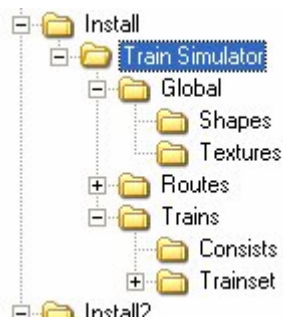 Install
Train Simulator
Global
Shapes
Textures
Routes
Trains
Consists
Trainset
Install2